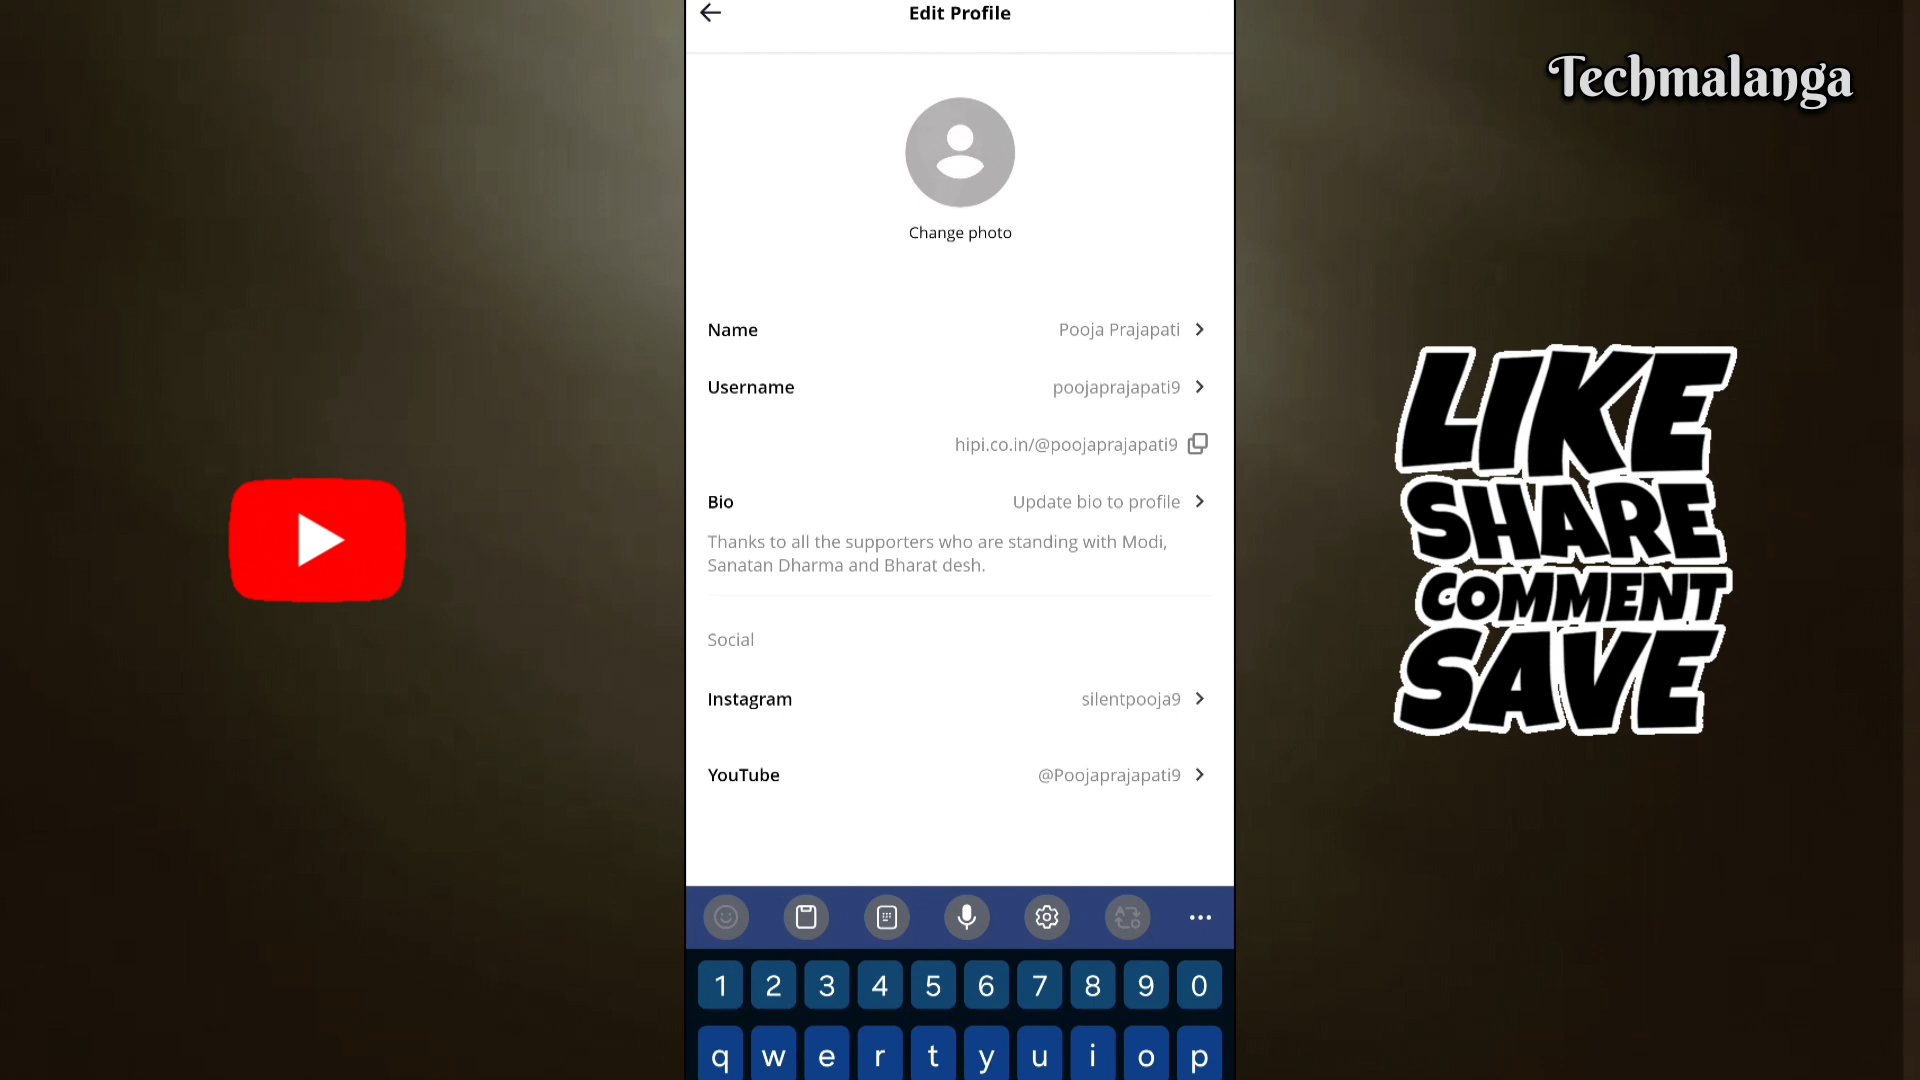 Edit Profile
Techmalanga
Change photo
Name Pooja Prajapati
Username poojaprajapati9
hipi.co.in/@poojaprajapati9
Bio Update bio to profile
Thanks to all the supporters who are standing with Modi,
Sanatan Dharma and Bharat desh.
Social
Instagram silentpooja9
YouTube @Poojaprajapati9
LIKE
SHARE
COMMENT
SAVE
1 2 3 4 5 6 7 8 9 0
q w e r t y u i o p